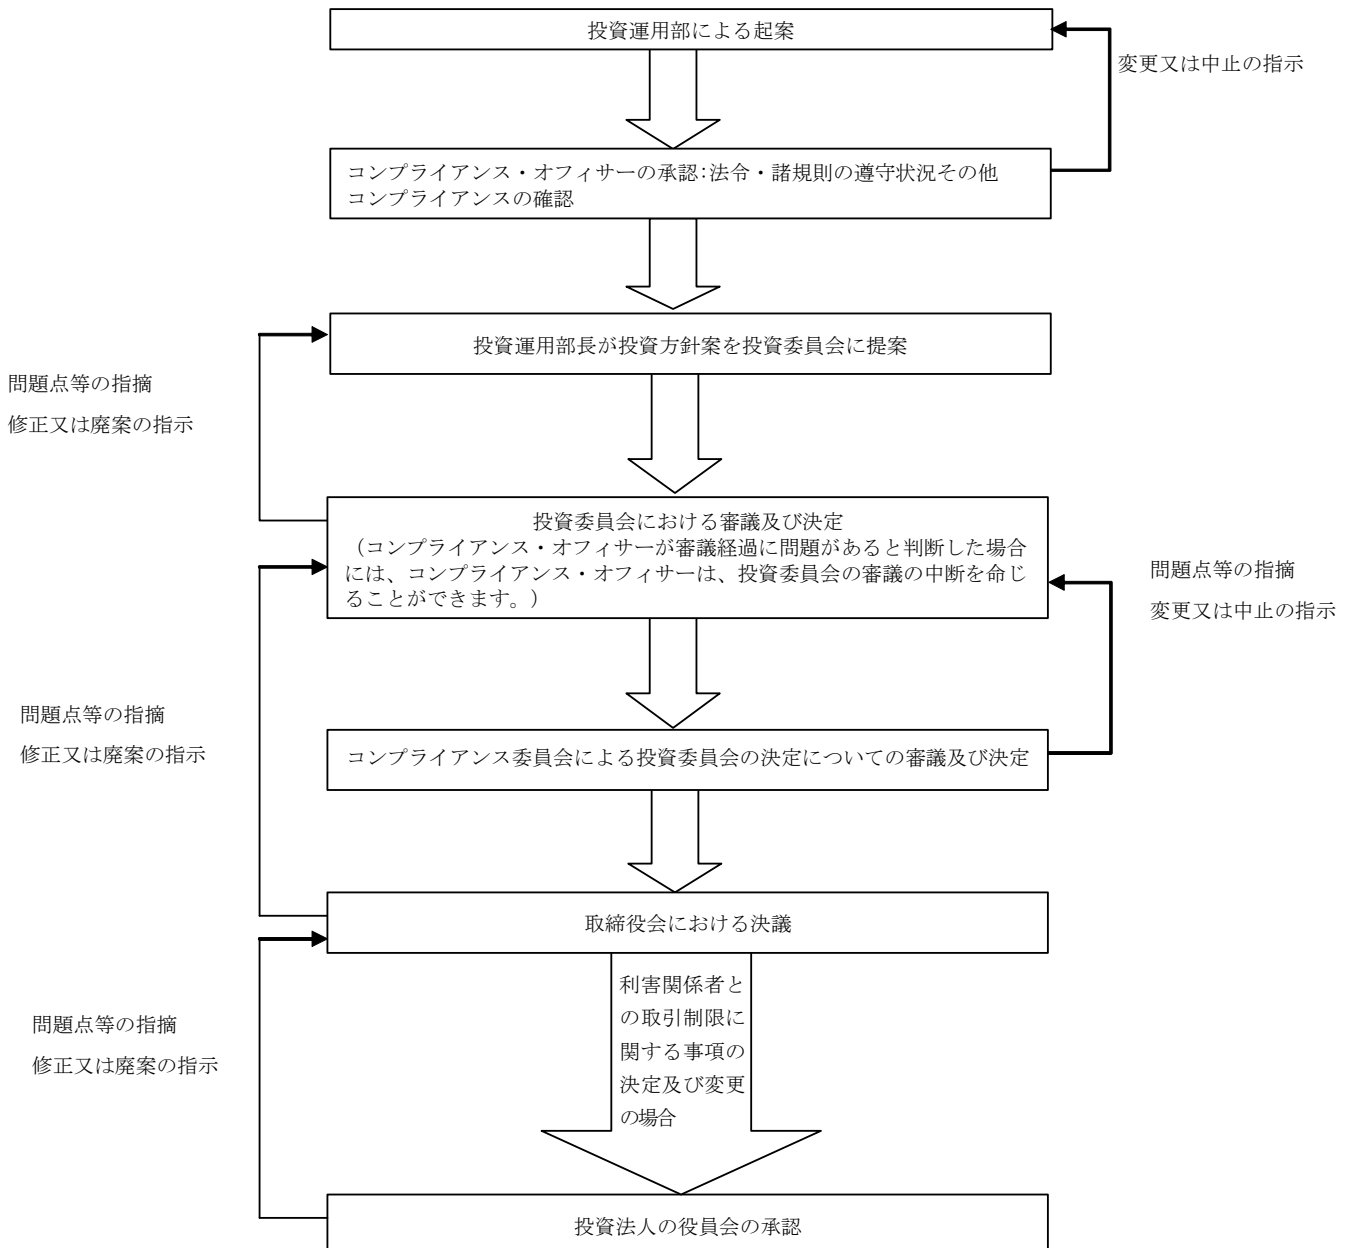 投資運用部による起案
変更又は中止の指示
コンプライアンス・オフィサーの承認:法令・諸規則の遵守状況その他
コンプライアンスの確認
投資運用部長が投資方針案を投資委員会に提案
問題点等の指摘
修正又は廃案の指示
投資委員会における審議及び決定
（コンプライアンス・オフィサーが審議経過に問題があると判断した場合
には、コンプライアンス・オフィサーは、投資委員会の審議の中断を命じ
ることができます。）
問題点等の指摘
変更又は中止の指示
問題点等の指摘
修正又は廃案の指示
コンプライアンス委員会による投資委員会の決定についての審議及び決定
取締役会における決議
利害関係者と
の取引制限に
関する事項の
決定及び変更
の場合
問題点等の指摘
修正又は廃案の指示
投資法人の役員会の承認